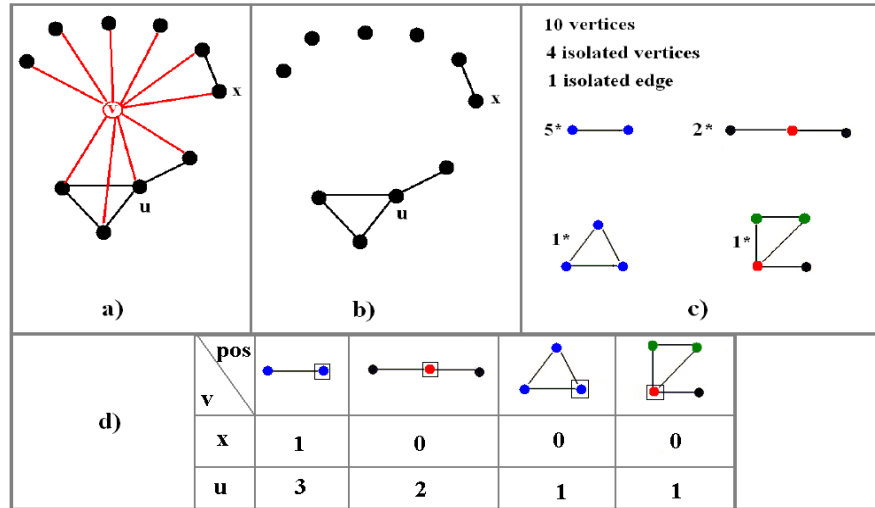 v
x
u
a)
x
u
b)
10 vertices
4 isolated vertices
1 isolated edge
5*
2*
1*
1*
c)
d)
pos
v
x 1 0 0 0
u 3 2 1 1